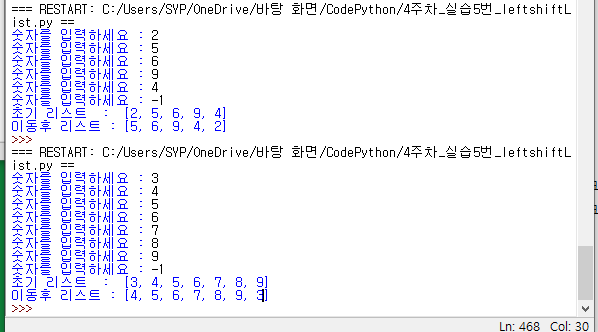 === RESTART: C:/Users/SYP/OneDrive/바탕 화면/CodePython/4주차_실습5번_leftshiftL
ist.py ==
숫자를 입력하세요 : 2
숫자를 입력하세요 : 5
숫자를 입력하세요 : 6
숫자를 입력하세요 : 9
숫자를 입력하세요 : 4
숫자를 입력하세요 : -1
초기 리스트  :  [2, 5, 6, 9, 4]
이동후 리스트 : [5, 6, 9, 4, 2]
>>>
=== RESTART: C:/Users/SYP/OneDrive/바탕 화면/CodePython/4주차_실습5번_leftshiftL
ist.py ==
숫자를 입력하세요 : 3
숫자를 입력하세요 : 4
숫자를 입력하세요 : 5
숫자를 입력하세요 : 6
숫자를 입력하세요 : 7
숫자를 입력하세요 : 8
숫자를 입력하세요 : 9
숫자를 입력하세요 : -1
초기 리스트  :  [3, 4, 5, 6, 7, 8, 9]
이동후 리스트 : [4, 5, 6, 7, 8, 9, 3]
>>>
Ln: 468 Col: 30